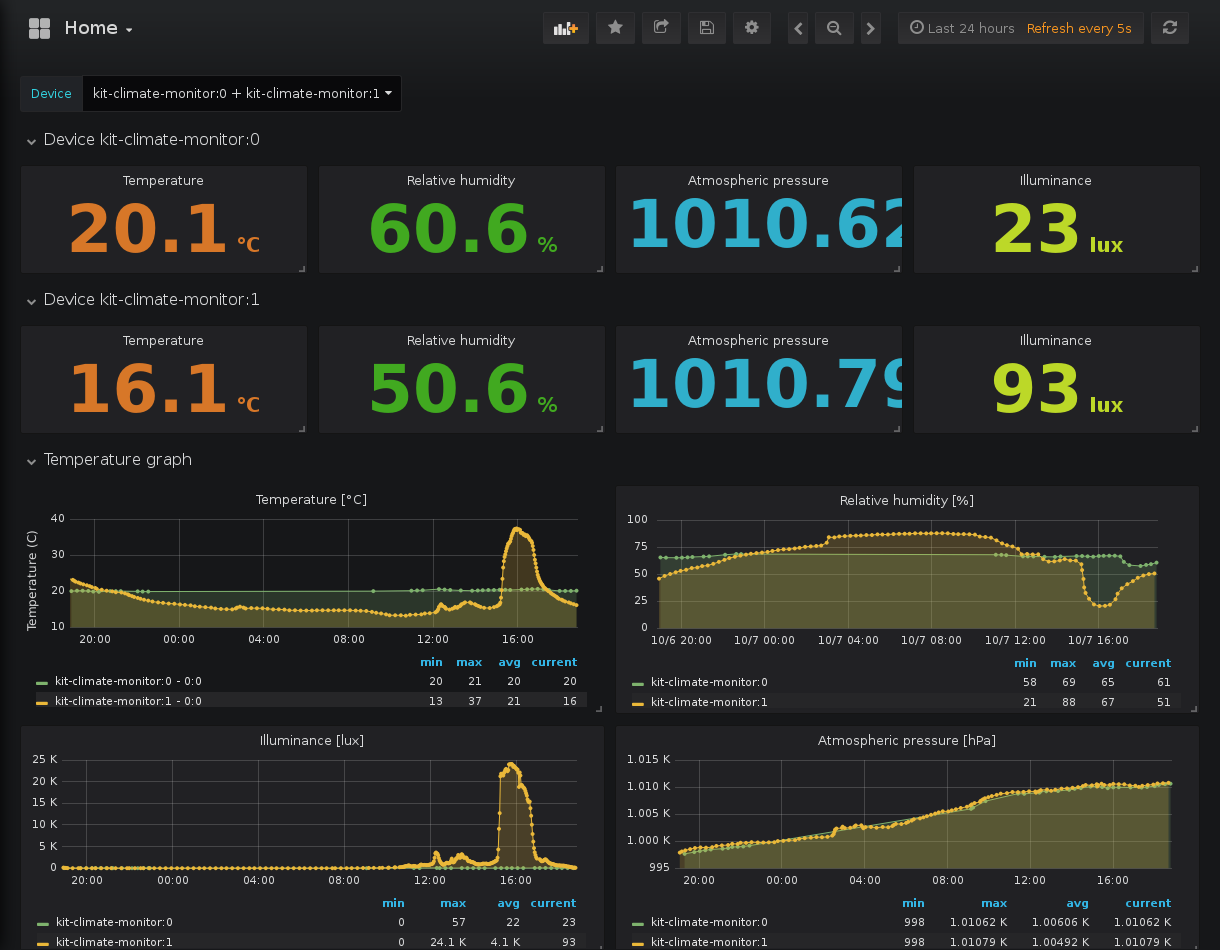 Home
Last 24 hours Refresh every 5s
Device kit-climate-monitor:0 + kit-climate-monitor:1
Device kit-climate-monitor:0
Temperature Relative humidity Atmospheric pressure Illuminance
20.1 °C 60.6 % 1010.62 23 lux
Device kit-climate-monitor:1
Temperature Relative humidity Atmospheric pressure Illuminance
16.1 °C 50.6 % 1010.79 93 lux
Temperature graph
Temperature [°C]
Temperature (C)
40
30
20
10
20:00 00:00 04:00 08:00 12:00 16:00
min max avg current
kit-climate-monitor:0 - 0:0 20 21 20 20
kit-climate-monitor:1 - 0:0 13 37 21 16
Relative humidity [%]
100
75
50
25
0
10/6 20:00 10/7 00:00 10/7 04:00 10/7 08:00 10/7 12:00 10/7 16:00
min max avg current
kit-climate-monitor:0 58 69 65 61
kit-climate-monitor:1 21 88 67 51
Illuminance [lux]
25 K
20 K
15 K
10 K
5 K
0
20:00 00:00 04:00 08:00 12:00 16:00
min max avg current
kit-climate-monitor:0 0 57 22 23
kit-climate-monitor:1 0 24.1 K 4.1 K 93
Atmospheric pressure [hPa]
1.015 K
1.010 K
1.005 K
1.000 K
995
20:00 00:00 04:00 08:00 12:00 16:00
min max avg current
kit-climate-monitor:0 998 1.01062 K 1.00606 K 1.01062 K
kit-climate-monitor:1 998 1.01079 K 1.00492 K 1.01079 K